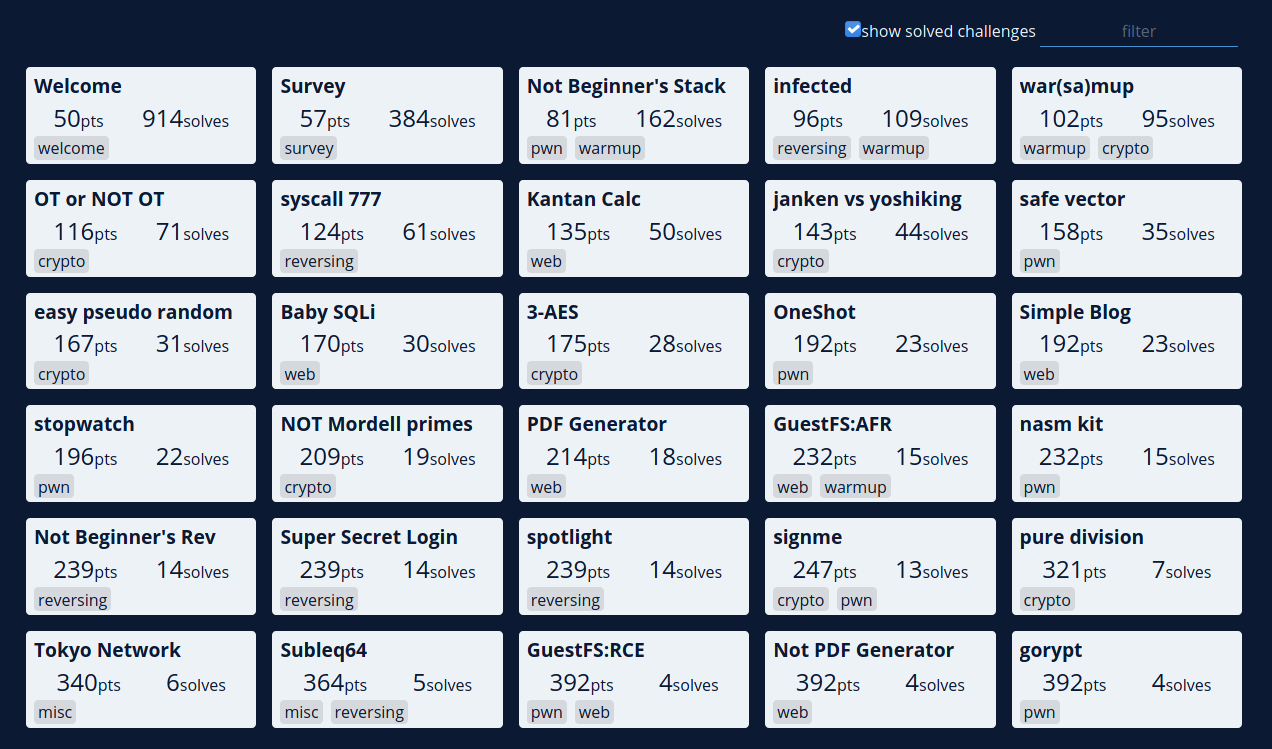 show solved challenges filter
Welcome
50pts 914solves
welcome
Survey
57pts 384solves
survey
Not Beginner's Stack
81pts 162solves
pwn warmup
infected
96pts 109solves
reversing warmup
war(sa)mup
102pts 95solves
warmup crypto
OT or NOT OT
116pts 71solves
crypto
syscall 777
124pts 61solves
reversing
Kantan Calc
135pts 50solves
web
janken vs yoshiking
143pts 44solves
crypto
safe vector
158pts 35solves
pwn
easy pseudo random
167pts 31solves
crypto
Baby SQLi
170pts 30solves
web
3-AES
175pts 28solves
crypto
OneShot
192pts 23solves
pwn
Simple Blog
192pts 23solves
web
stopwatch
196pts 22solves
pwn
NOT Mordell primes
209pts 19solves
crypto
PDF Generator
214pts 18solves
web
GuestFS:AFR
232pts 15solves
web warmup
nasm kit
232pts 15solves
pwn
Not Beginner's Rev
239pts 14solves
reversing
Super Secret Login
239pts 14solves
reversing
spotlight
239pts 14solves
reversing
signme
247pts 13solves
crypto pwn
pure division
321pts 7solves
crypto
Tokyo Network
340pts 6solves
misc
Subleq64
364pts 5solves
misc reversing
GuestFS:RCE
392pts 4solves
pwn web
Not PDF Generator
392pts 4solves
web
gorypt
392pts 4solves
pwn